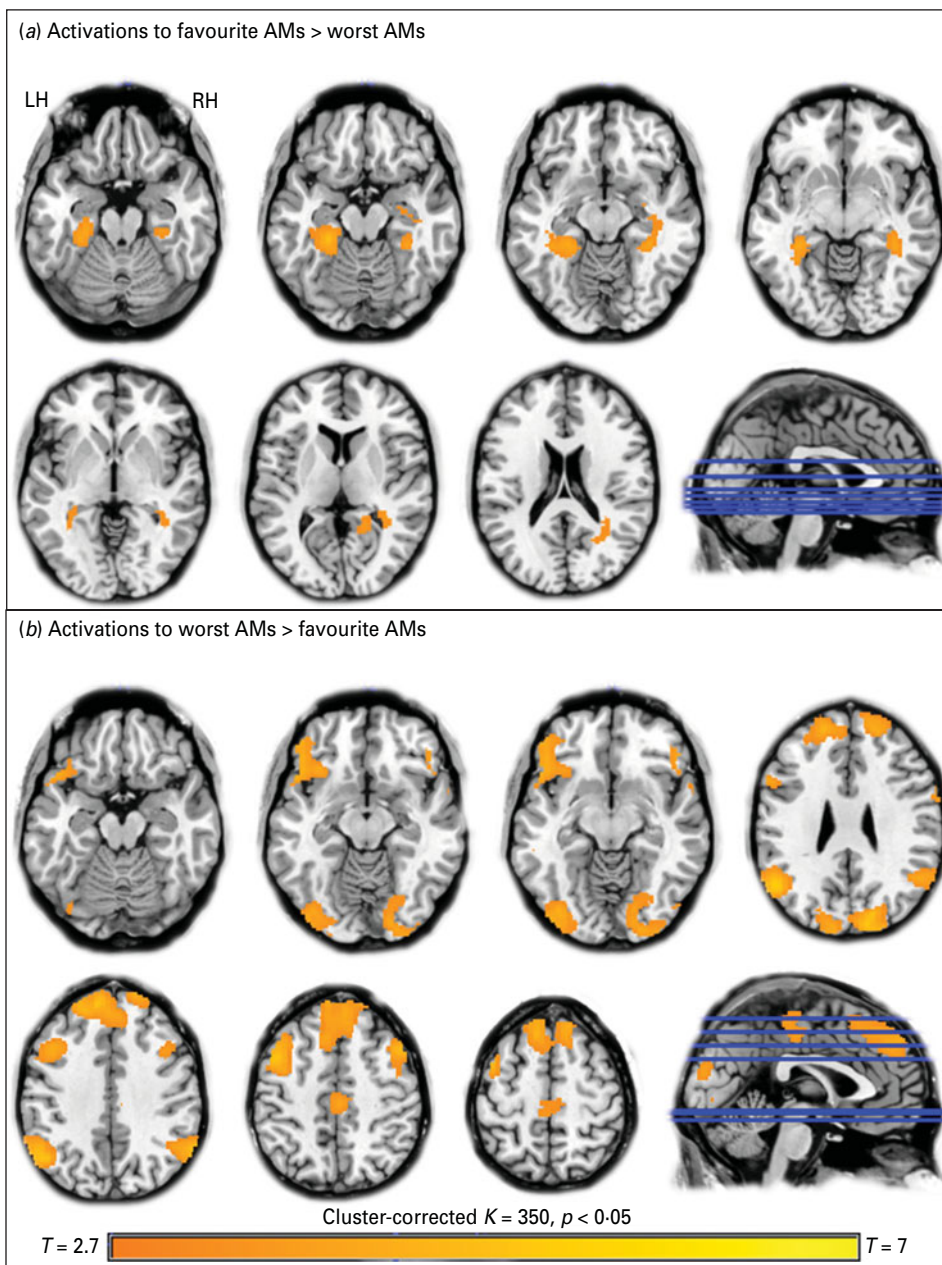 (a) Activations to favourite AMs > worst AMs
LH RH
(b) Activations to worst AMs > favourite AMs
Cluster-corrected K = 350, p < 0·05
T = 2.7 T = 7